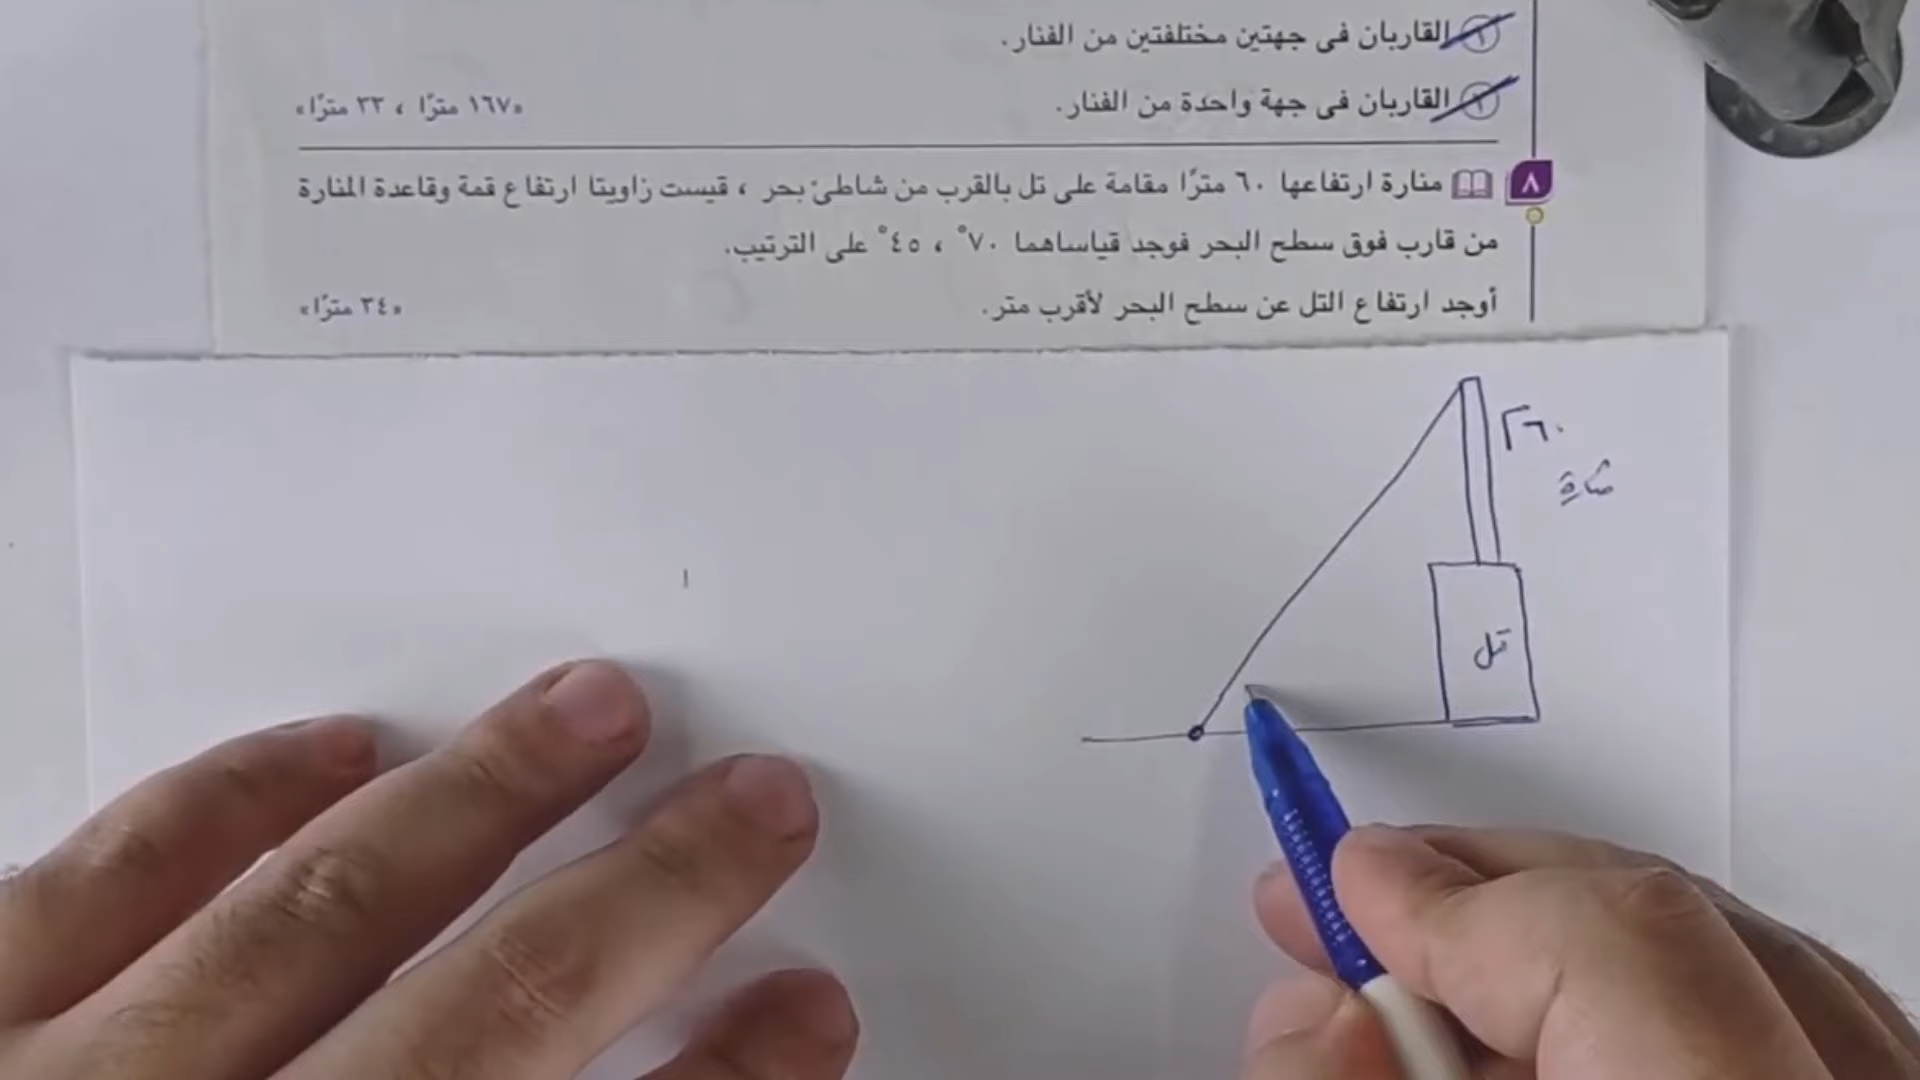 ١ القاربان فى جهتين مختلفتين من الفنار.
٢ القاربان فى جهة واحدة من الفنار. «١٦٧ مترًا ، ٣٣ مترًا»
٨ منارة ارتفاعها ٦٠ مترًا مقامة على تل بالقرب من شاطئ بحر ، قيست زاويتا ارتفاع قمة وقاعدة المنارة
من قارب فوق سطح البحر فوجد قياساهما ٧٠° ، ٤٥° على الترتيب.
أوجد ارتفاع التل عن سطح البحر لأقرب متر. «٣٤ مترًا»
٦٠م
منارة
تل